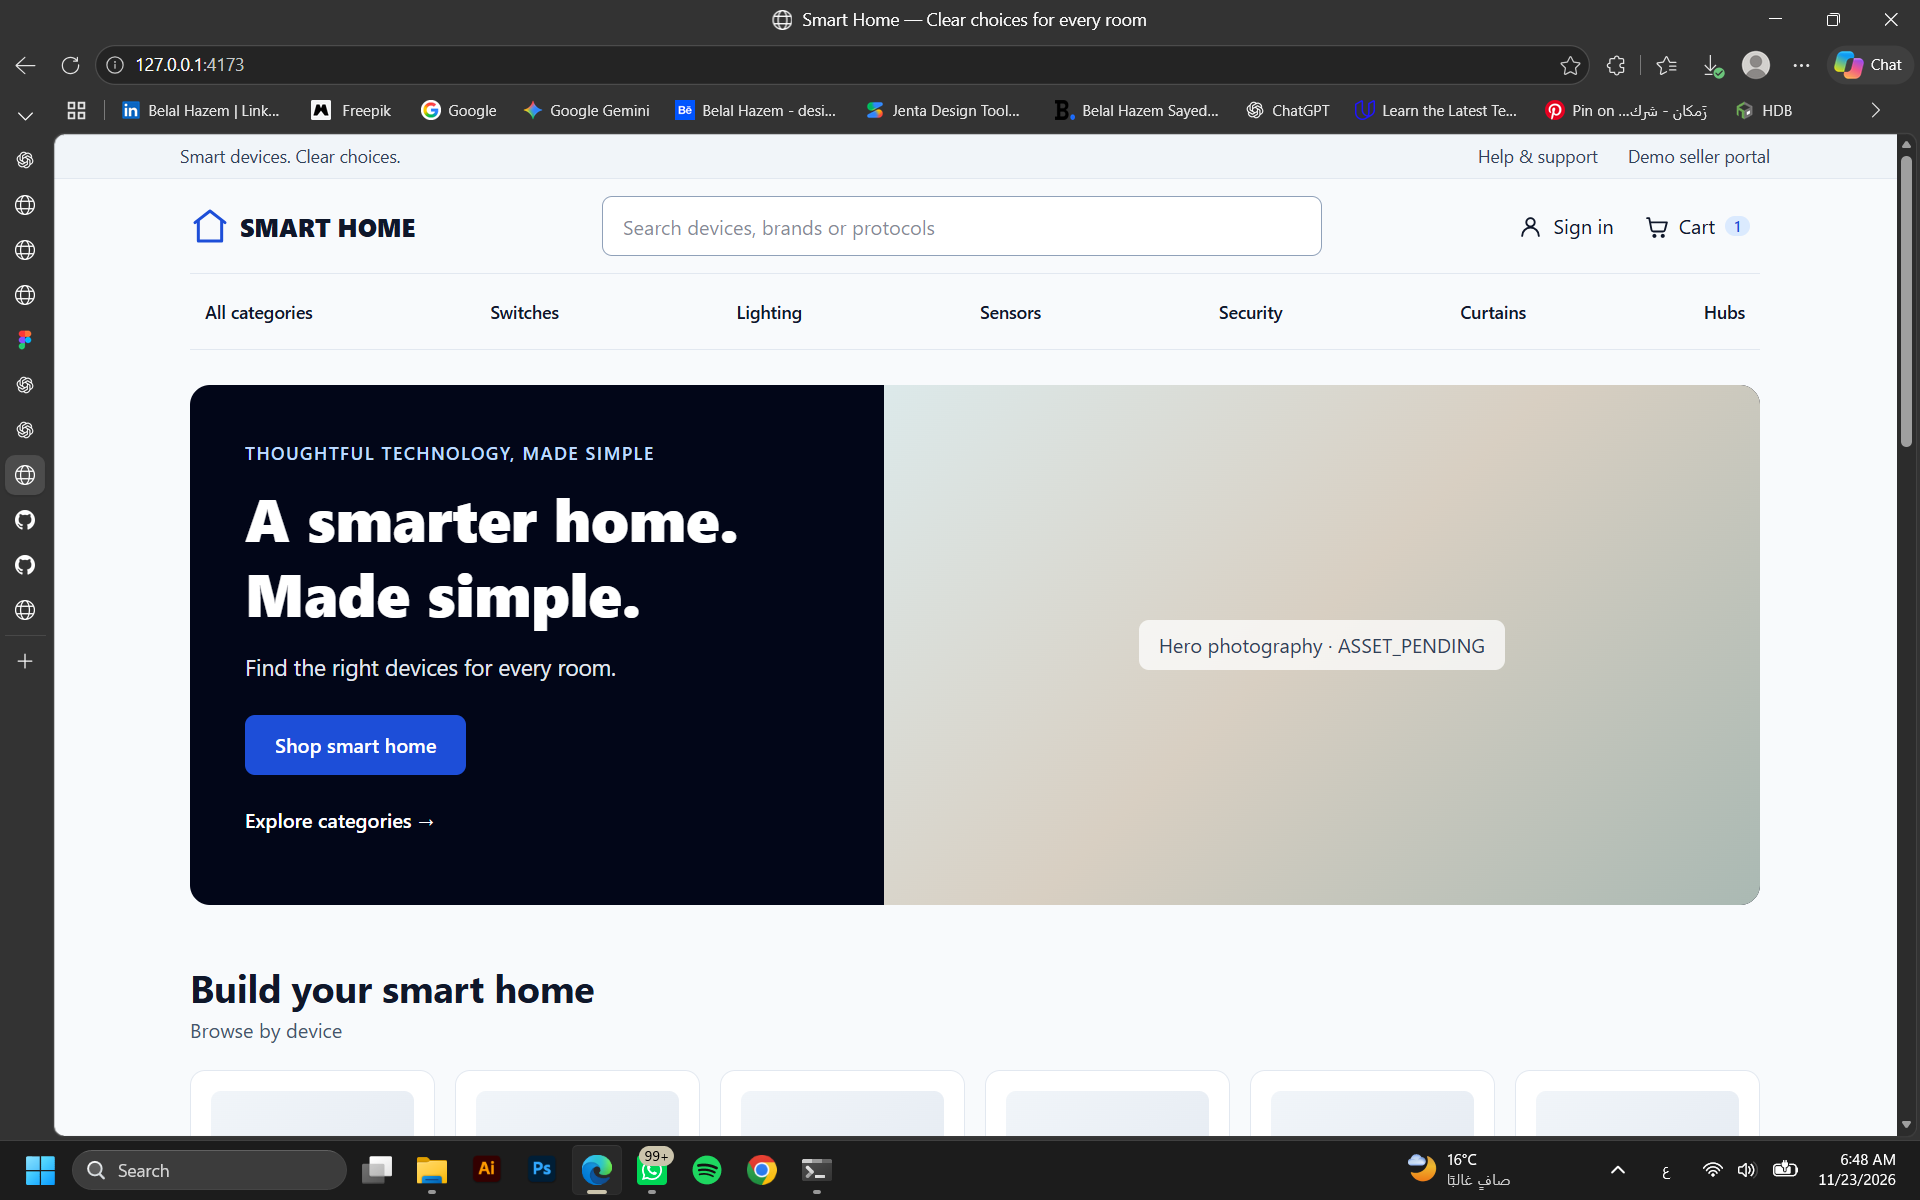 Smart Home — Clear choices for every room
127.0.0.1:4173
Chat
Belal Hazem | Link...
Freepik
Google
Google Gemini
Belal Hazem - desi...
Jenta Design Tool...
Belal Hazem Sayed...
ChatGPT
Learn the Latest Te...
Pin on ...زَمكان - شرك
HDB
Smart devices. Clear choices.
Help & support
Demo seller portal
SMART HOME
Search devices, brands or protocols
Sign in
Cart 1
All categories
Switches
Lighting
Sensors
Security
Curtains
Hubs
THOUGHTFUL TECHNOLOGY, MADE SIMPLE
A smarter home.
Made simple.
Find the right devices for every room.
Shop smart home
Explore categories →
Hero photography · ASSET_PENDING
Build your smart home
Browse by device
Search
Ai
Ps
99+
16°C
صافٍ غالبًا
ع
6:48 AM
11/23/2026